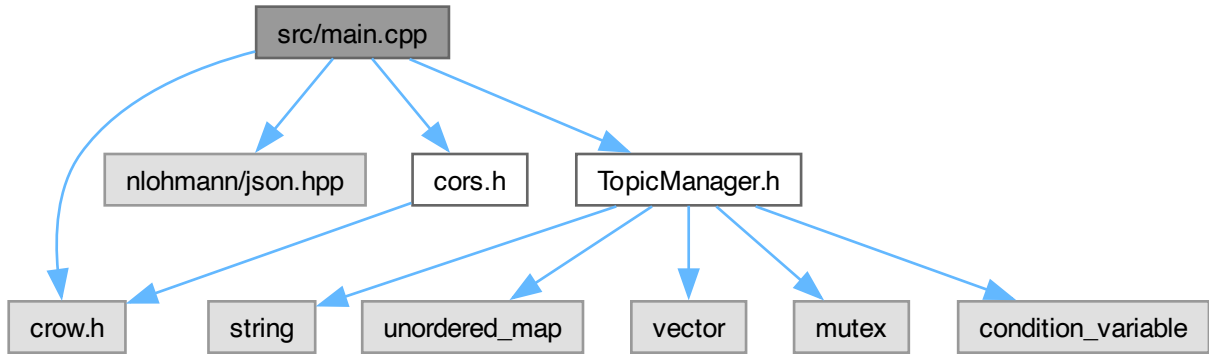 src/main.cpp
nlohmann/json.hpp
cors.h
TopicManager.h
crow.h
string
unordered_map
vector
mutex
condition_variable